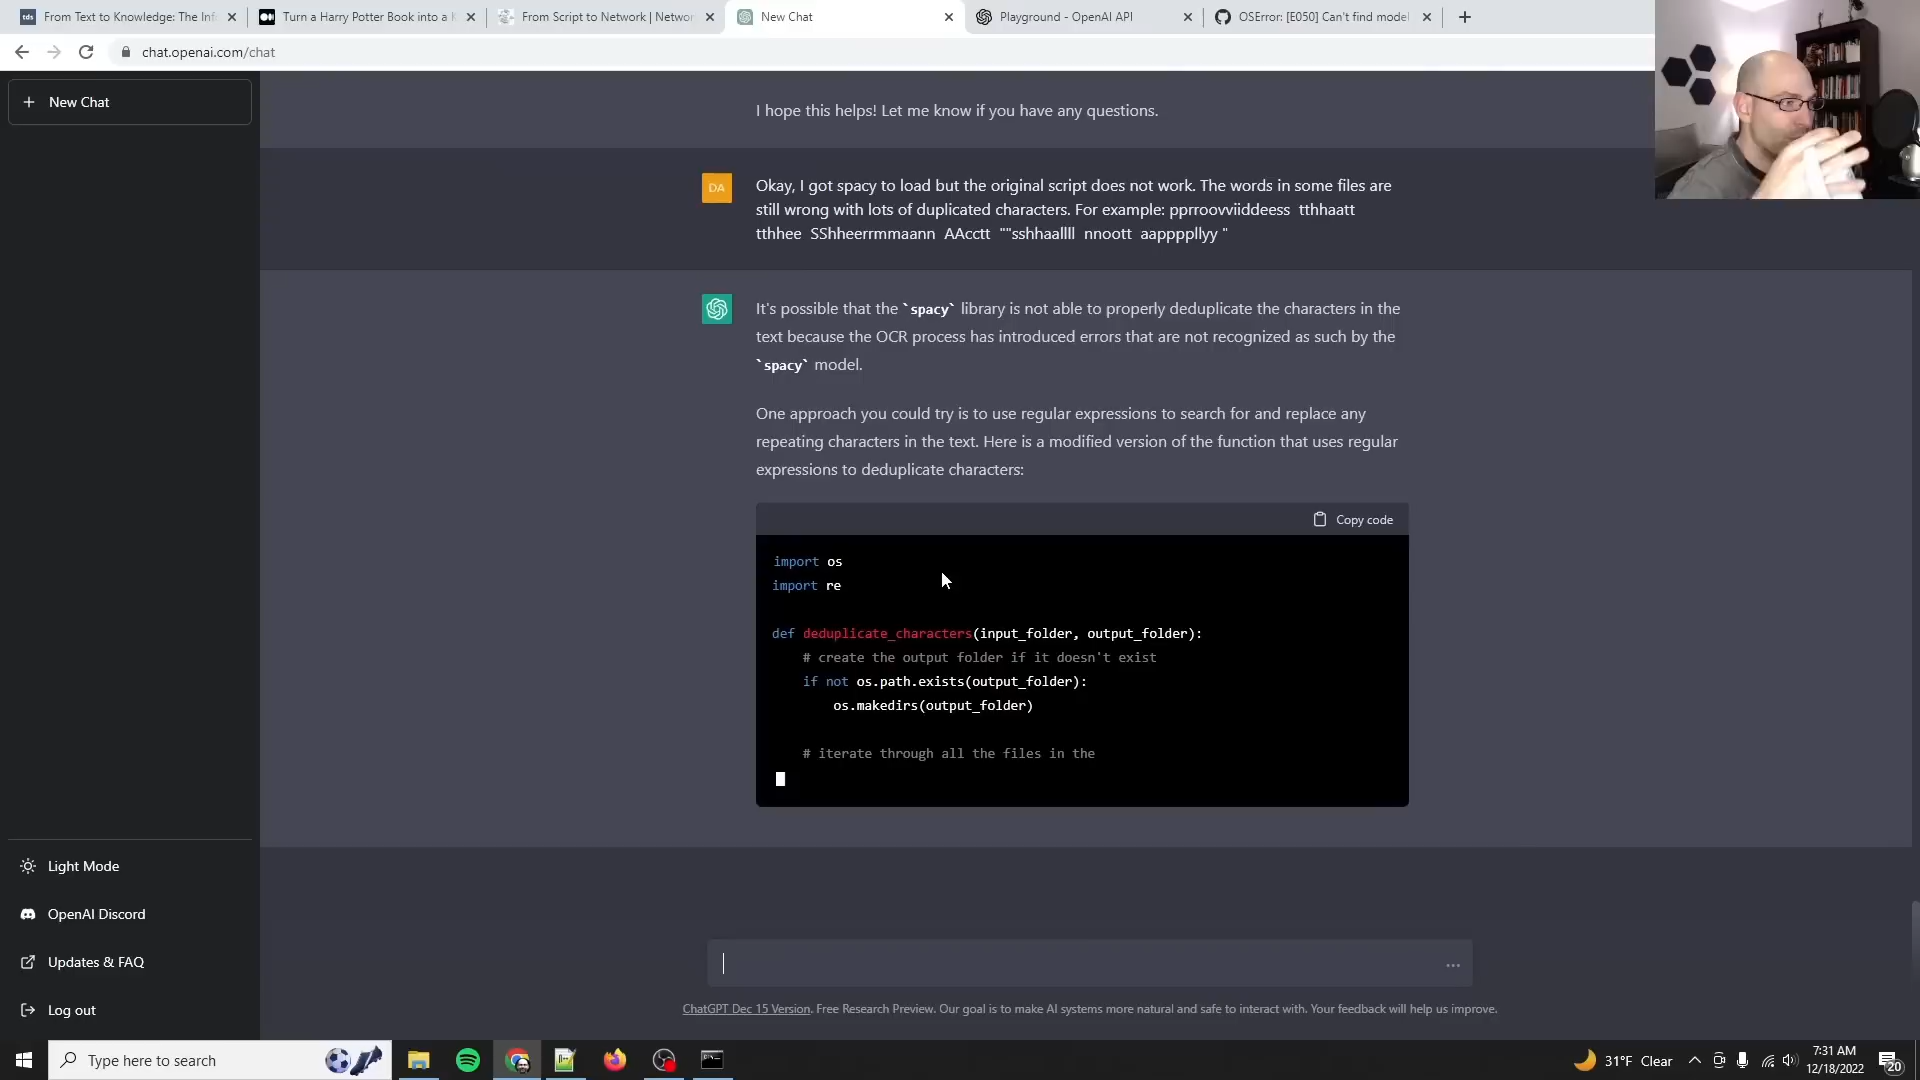 From Text to Knowledge: The Inf
Turn a Harry Potter Book into a K
From Script to Network | Networ
New Chat
Playground - OpenAI API
OSError: [E050] Can't find model
chat.openai.com/chat
New Chat
I hope this helps! Let me know if you have any questions.
DA
Okay, I got spacy to load but the original script does not work. The words in some files are
still wrong with lots of duplicated characters. For example: pprroovviiddeess tthhaatt
tthhee SShheerrmmaann AAcctt ""sshhaallll nnoott aappppllyy "
It's possible that the `spacy` library is not able to properly deduplicate the characters in the
text because the OCR process has introduced errors that are not recognized as such by the
`spacy` model.
One approach you could try is to use regular expressions to search for and replace any
repeating characters in the text. Here is a modified version of the function that uses regular
expressions to deduplicate characters:
Copy code
import os
import re
def deduplicate_characters(input_folder, output_folder):
# create the output folder if it doesn't exist
if not os.path.exists(output_folder):
os.makedirs(output_folder)
# iterate through all the files in the
Light Mode
OpenAI Discord
Updates & FAQ
Log out
...
ChatGPT Dec 15 Version. Free Research Preview. Our goal is to make AI systems more natural and safe to interact with. Your feedback will help us improve.
Type here to search
31°F Clear
7:31 AM
12/18/2022
20